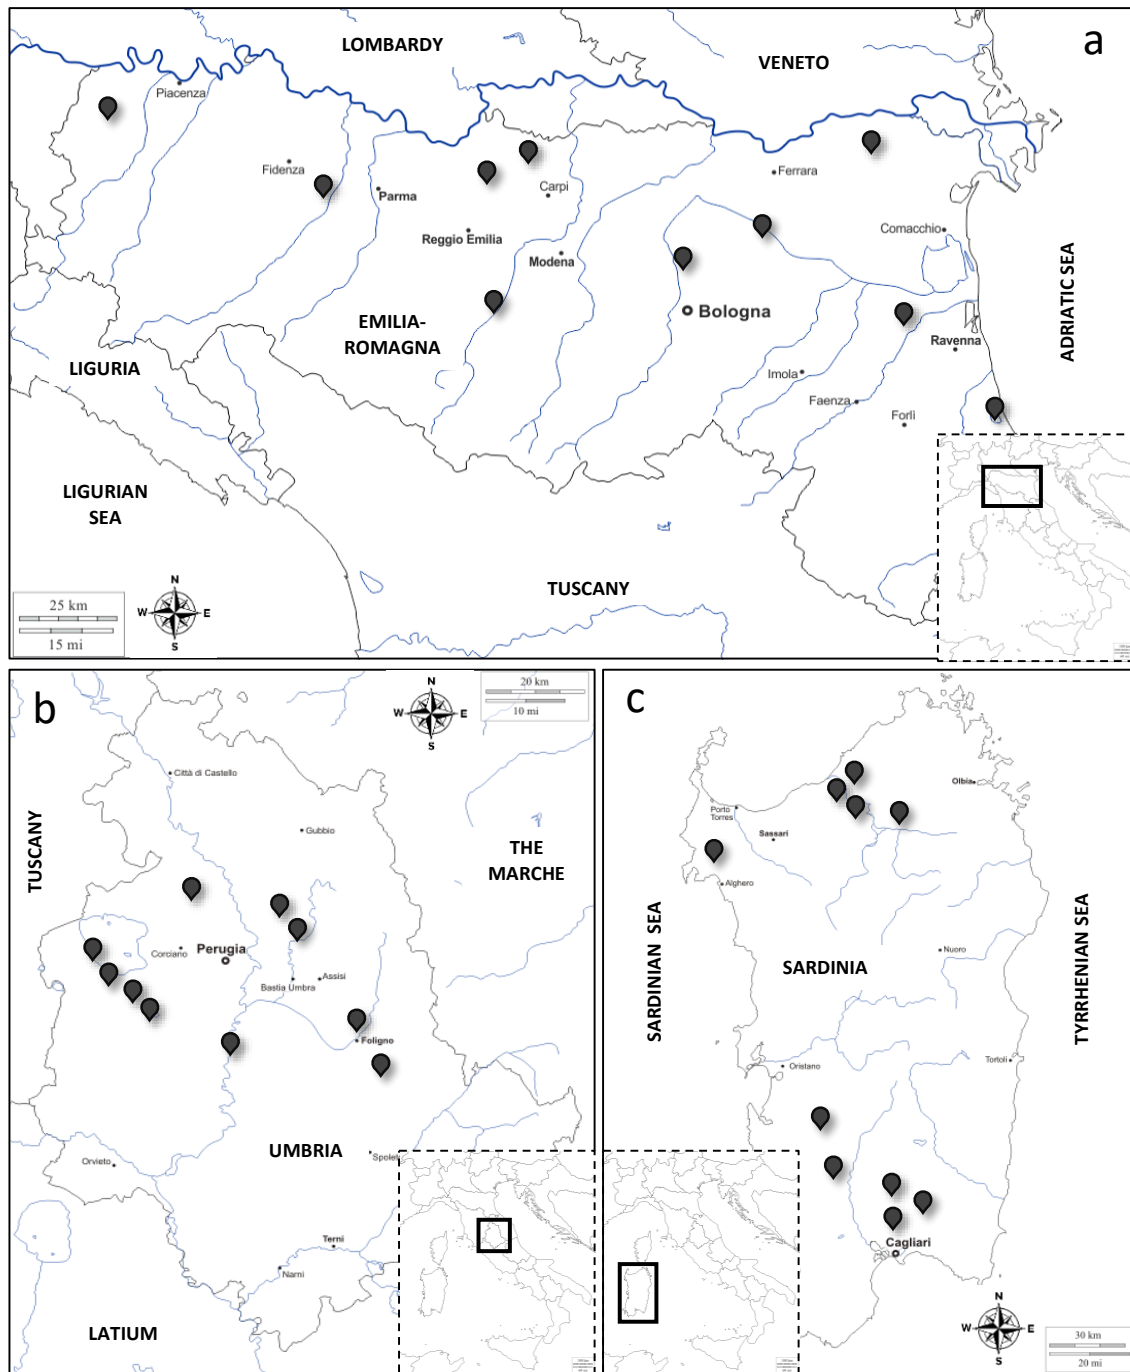 a
LOMBARDY
VENETO
Piacenza
Fidenza
Parma
Carpi
Ferrara
Reggio Emilia
Modena
Comacchio
ADRIATIC SEA
Bologna
EMILIA-
ROMAGNA
Ravenna
LIGURIA
Imola
Faenza
Forlì
LIGURIAN
SEA
TUSCANY
25 km
15 mi
N
W
E
S
b
N
W
E
S
20 km
10 mi
Città di Castello
Gubbio
TUSCANY
THE
MARCHE
Corciano
Perugia
Bastia Umbra
Assisi
Foligno
UMBRIA
Orvieto
Spolet
Terni
Narni
LATIUM
c
Olbia
Porto
Torres
Sassari
Alghero
SARDINIAN SEA
Nuoro
SARDINIA
TYRRHENIAN SEA
Oristano
Tortolì
Cagliari
N
W
E
S
30 km
20 mi